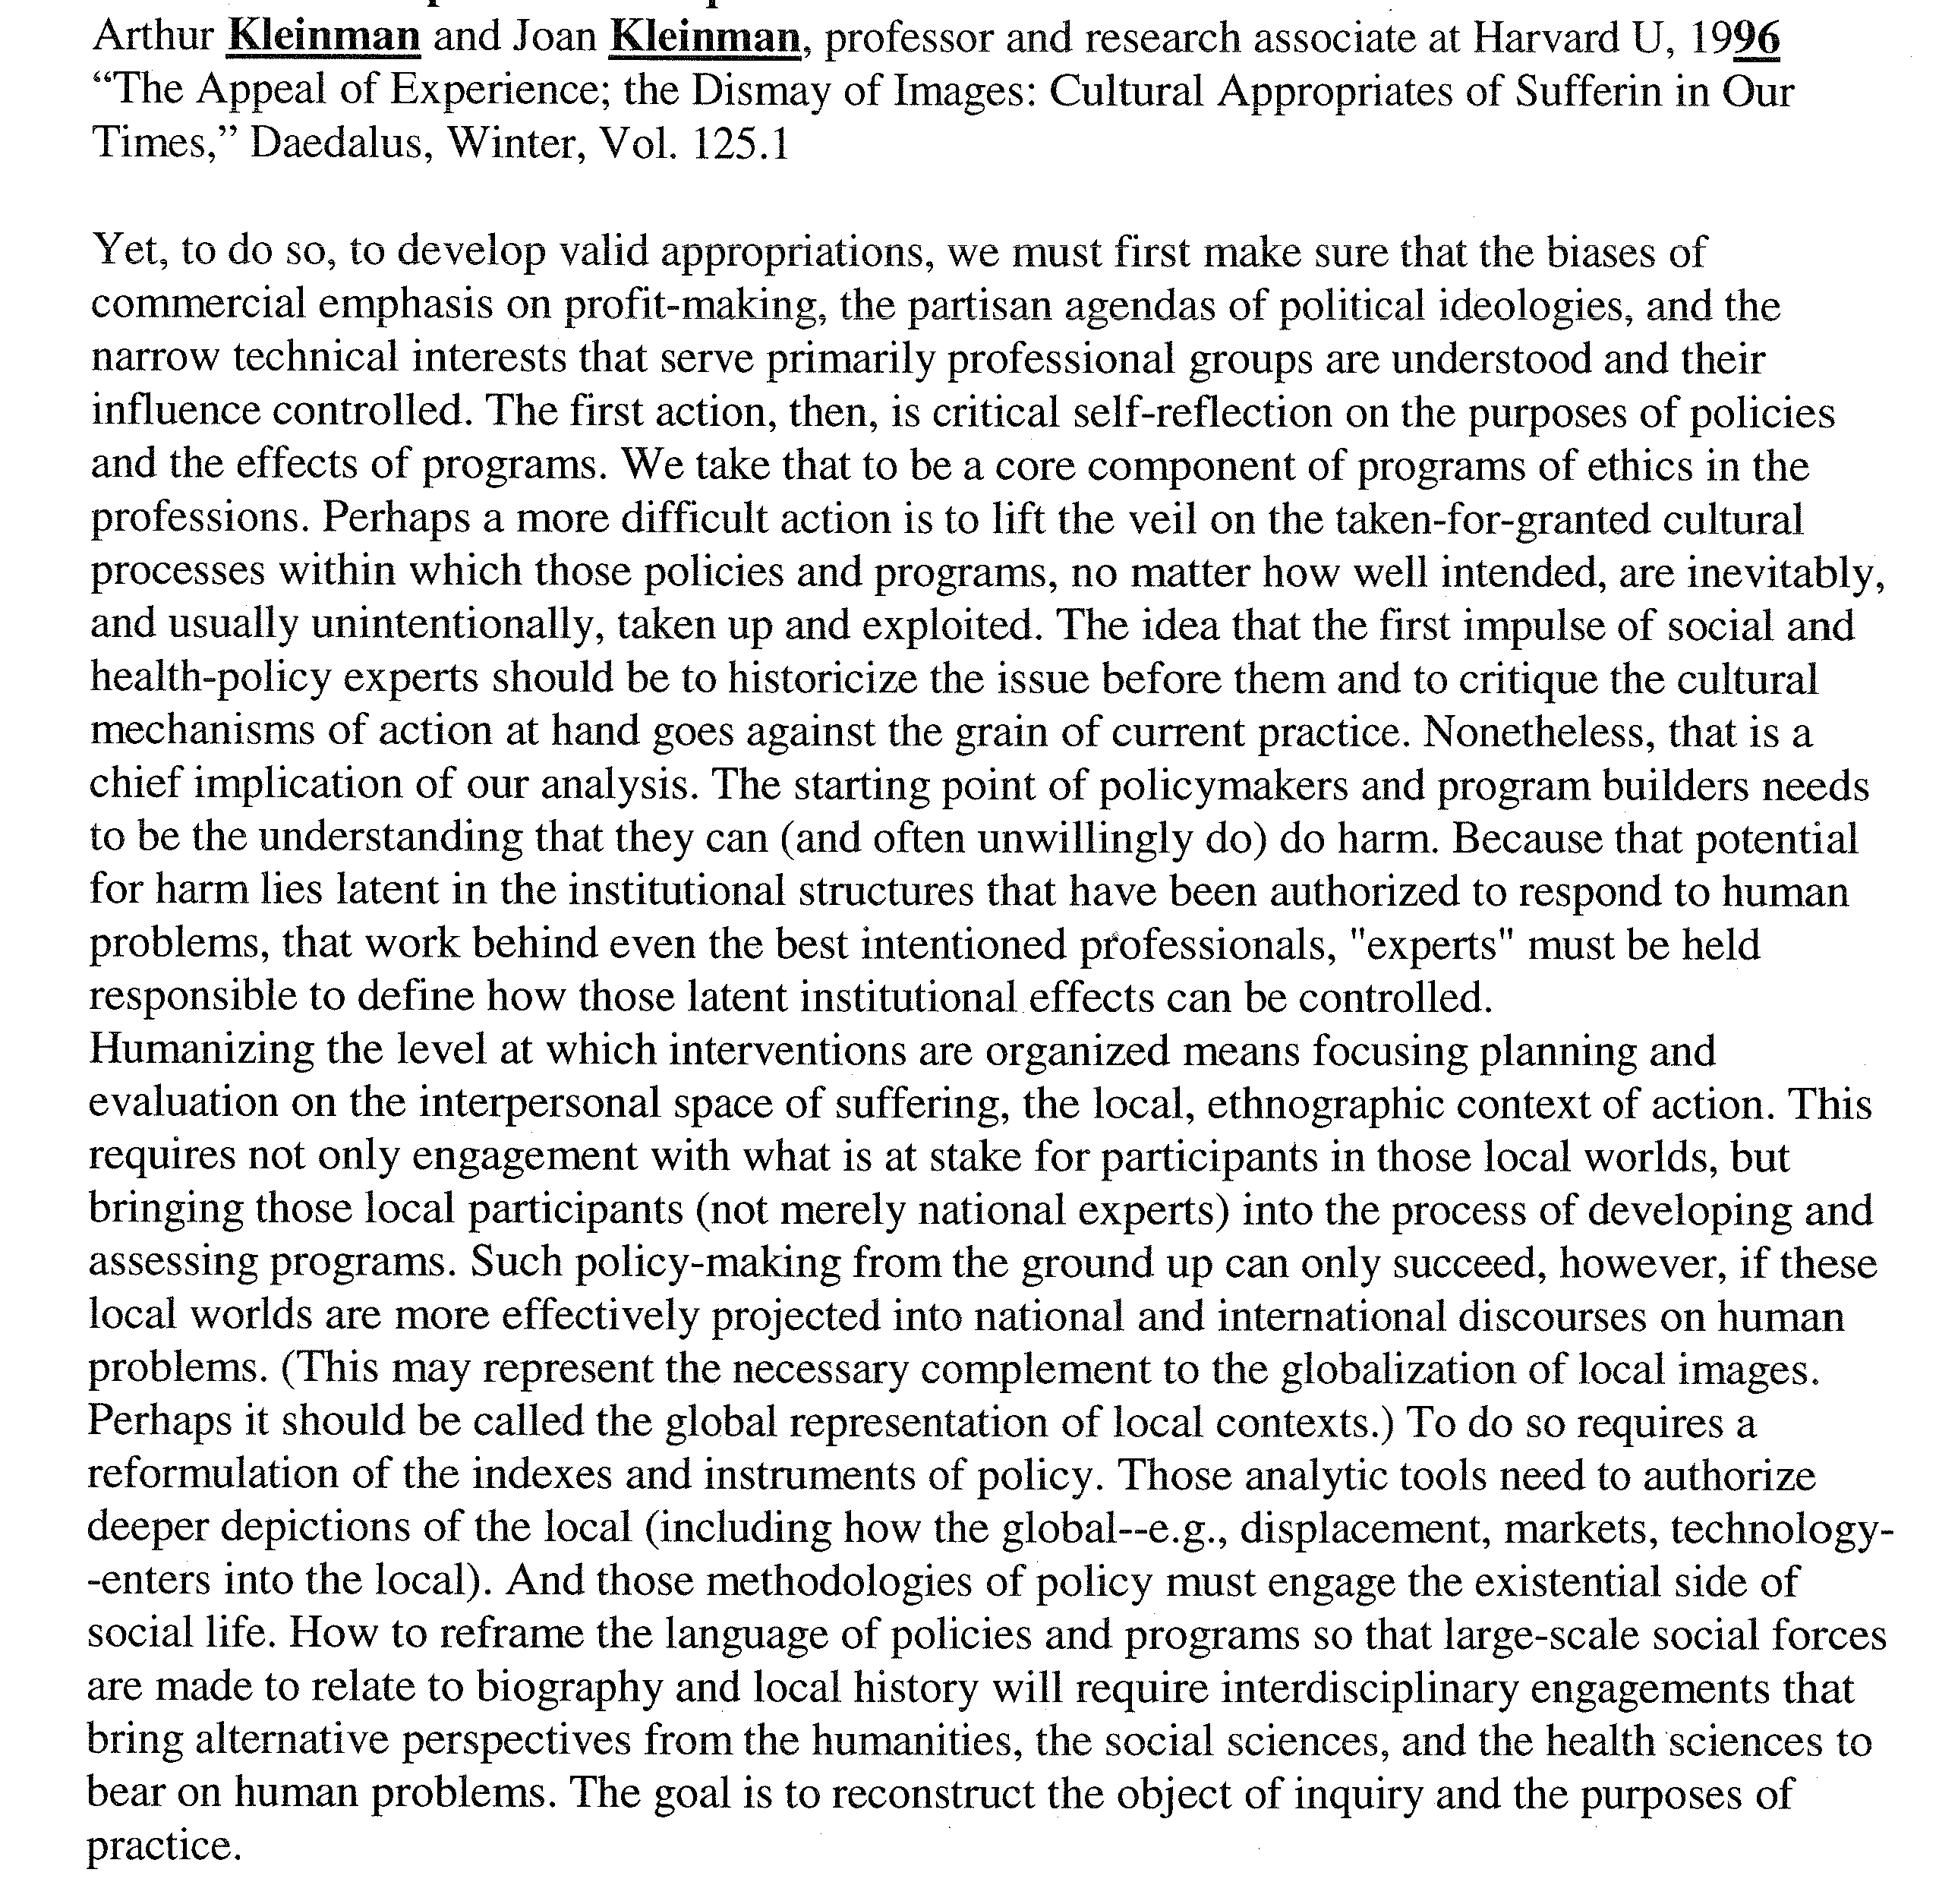 Arthur Kleinman and Joan Kleinman, professor and research associate at Harvard U, 1996
“The Appeal of Experience; the Dismay of Images: Cultural Appropriates of Sufferin in Our
Times,” Daedalus, Winter, Vol. 125.1
Yet, to do so, to develop valid appropriations, we must first make sure that the biases of
commercial emphasis on profit-making, the partisan agendas of political ideologies, and the
narrow technical interests that serve primarily professional groups are understood and their
influence controlled. The first action, then, is critical self-reflection on the purposes of policies
and the effects of programs. We take that to be a core component of programs of ethics in the
professions. Perhaps a more difficult action is to lift the veil on the taken-for-granted cultural
processes within which those policies and programs, no matter how well intended, are inevitably,
and usually unintentionally, taken up and exploited. The idea that the first impulse of social and
health-policy experts should be to historicize the issue before them and to critique the cultural
mechanisms of action at hand goes against the grain of current practice. Nonetheless, that is a
chief implication of our analysis. The starting point of policymakers and program builders needs
to be the understanding that they can (and often unwillingly do) do harm. Because that potential
for harm lies latent in the institutional structures that have been authorized to respond to human
problems, that work behind even the best intentioned professionals, "experts" must be held
responsible to define how those latent institutional effects can be controlled.
Humanizing the level at which interventions are organized means focusing planning and
evaluation on the interpersonal space of suffering, the local, ethnographic context of action. This
requires not only engagement with what is at stake for participants in those local worlds, but
bringing those local participants (not merely national experts) into the process of developing and
assessing programs. Such policy-making from the ground up can only succeed, however, if these
local worlds are more effectively projected into national and international discourses on human
problems. (This may represent the necessary complement to the globalization of local images.
Perhaps it should be called the global representation of local contexts.) To do so requires a
reformulation of the indexes and instruments of policy. Those analytic tools need to authorize
deeper depictions of the local (including how the global--e.g., displacement, markets, technology-
-enters into the local). And those methodologies of policy must engage the existential side of
social life. How to reframe the language of policies and programs so that large-scale social forces
are made to relate to biography and local history will require interdisciplinary engagements that
bring alternative perspectives from the humanities, the social sciences, and the health sciences to
bear on human problems. The goal is to reconstruct the object of inquiry and the purposes of
practice.